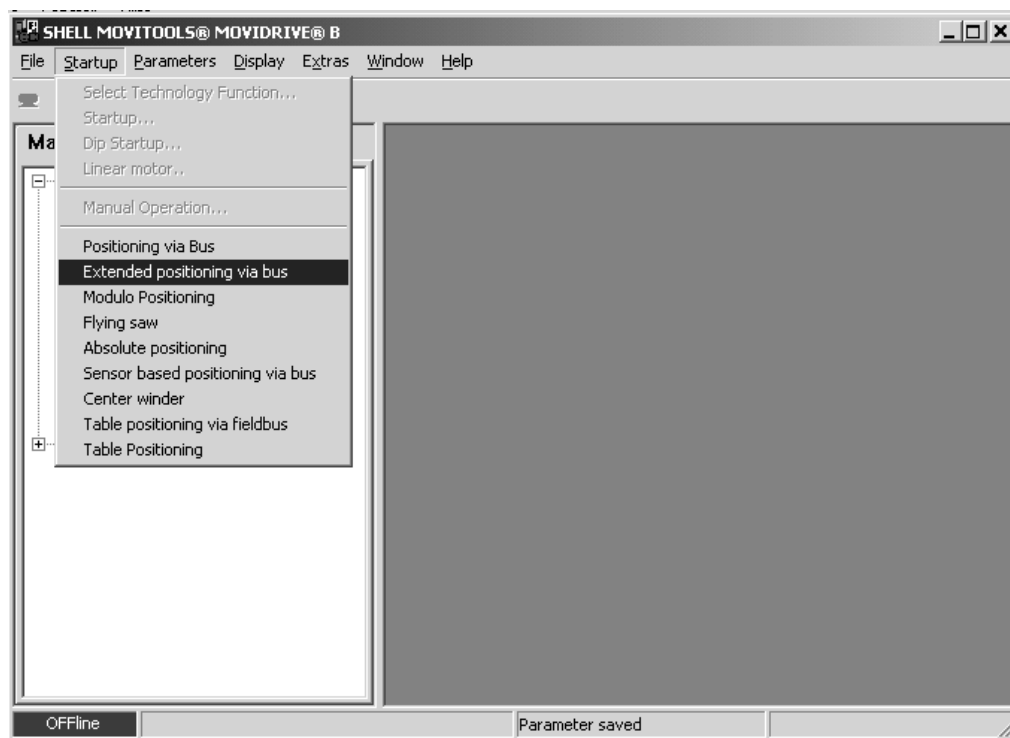 SHELL MOVITOOLS® MOVIDRIVE® B
File Startup Parameters Display Extras Window Help
Select Technology Function...
Startup...
Ma
Dip Startup...
Linear motor..
Manual Operation...
Positioning via Bus
Extended positioning via bus
Modulo Positioning
Flying saw
Absolute positioning
Sensor based positioning via bus
Center winder
Table positioning via fieldbus
Table Positioning
OFFline Parameter saved